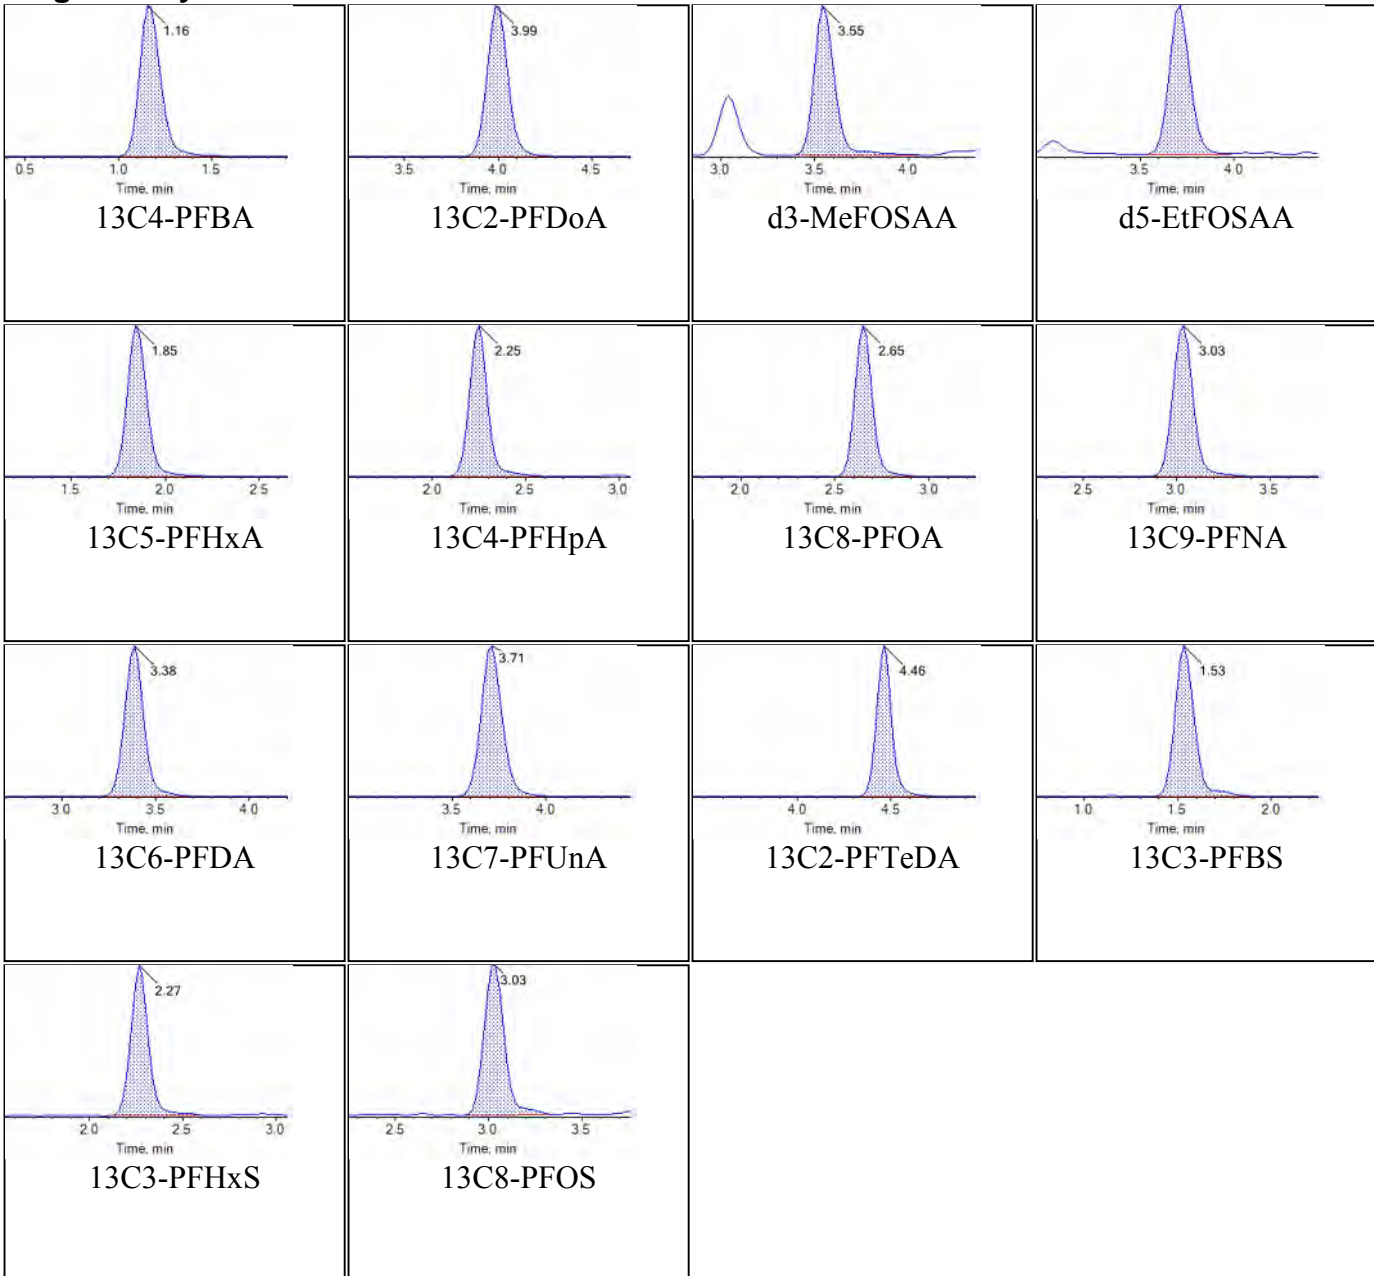 1.16
0.5 1.0 1.5
Time, min
13C4-PFBA
3.99
3.5 4.0 4.5
Time, min
13C2-PFDoA
3.55
3.0 3.5 4.0
Time, min
d3-MeFOSAA
3.5 4.0
Time, min
d5-EtFOSAA
1.85
1.5 2.0 2.5
Time, min
13C5-PFHxA
2.25
2.0 2.5 3.0
Time, min
13C4-PFHpA
2.65
2.0 2.5 3.0
Time, min
13C8-PFOA
3.03
2.5 3.0 3.5
Time, min
13C9-PFNA
3.38
3.0 3.5 4.0
Time, min
13C6-PFDA
3.71
3.5 4.0
Time, min
13C7-PFUnA
4.46
4.0 4.5
Time, min
13C2-PFTeDA
1.53
1.0 1.5 2.0
Time, min
13C3-PFBS
2.27
2.0 2.5 3.0
Time, min
13C3-PFHxS
3.03
2.5 3.0 3.5
Time, min
13C8-PFOS